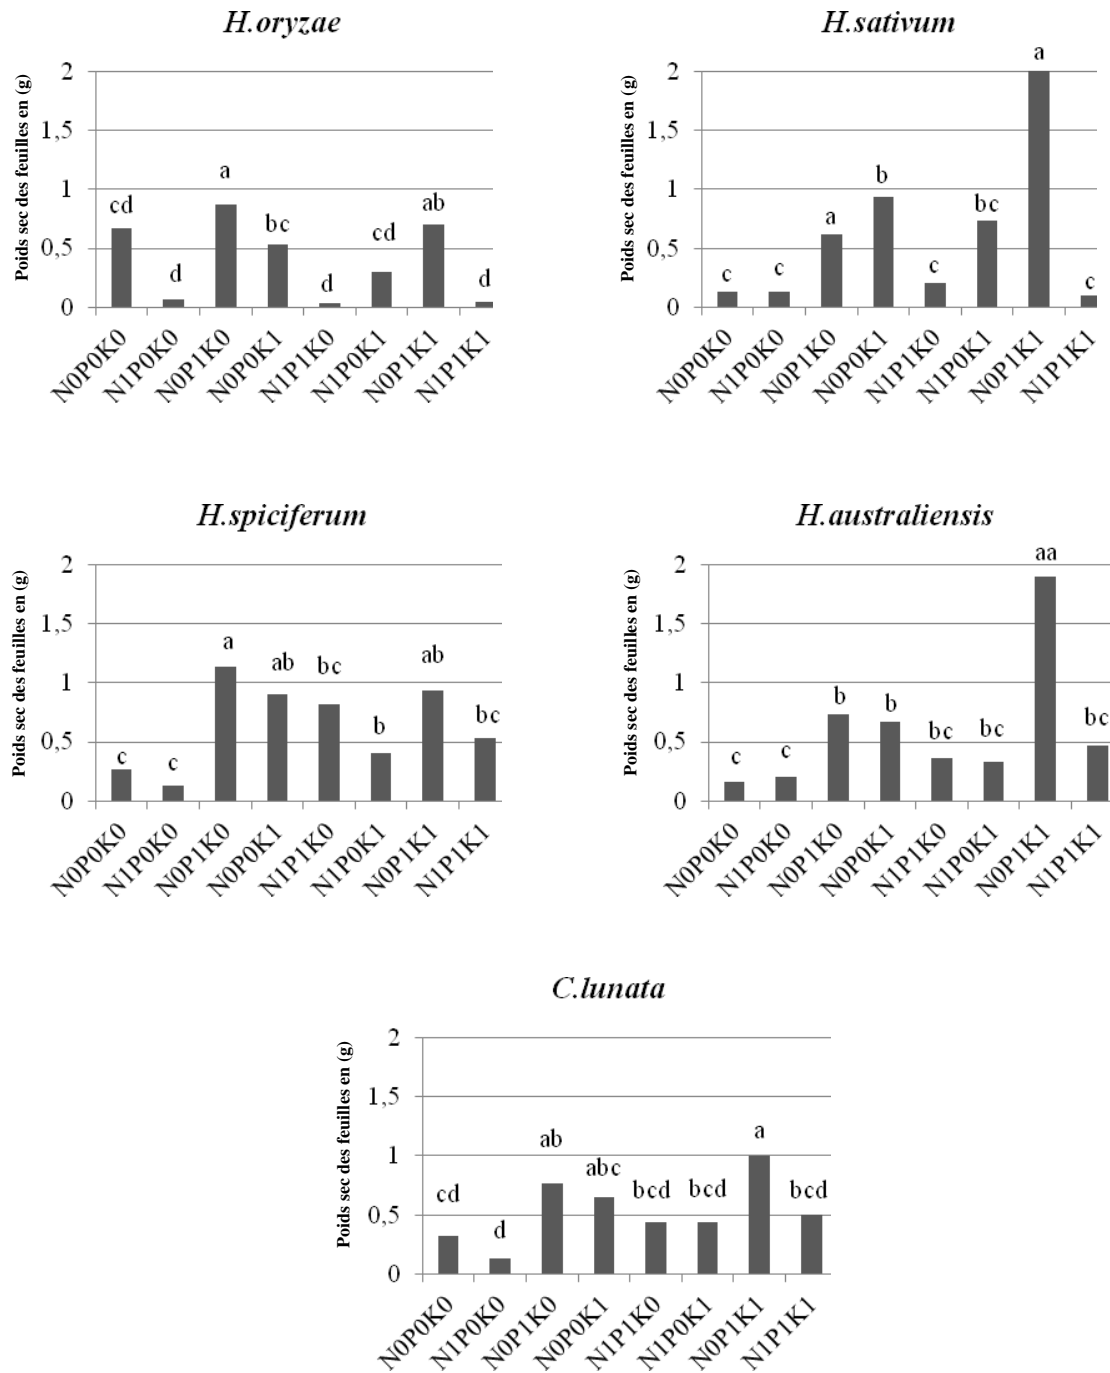 H.oryzae
Poids sec des feuilles en (g)
2
1,5
1
0,5
0
cd
d
a
bc
d
cd
ab
d
N0P0K0
N1P0K0
N0P1K0
N0P0K1
N1P1K0
N1P0K1
N0P1K1
N1P1K1
H.sativum
Poids sec des feuilles en (g)
2
1,5
1
0,5
0
c
c
a
b
c
bc
a
c
N0P0K0
N1P0K0
N0P1K0
N0P0K1
N1P1K0
N1P0K1
N0P1K1
N1P1K1
H.spiciferum
Poids sec des feuilles en (g)
2
1,5
1
0,5
0
c
c
a
ab
bc
b
ab
bc
N0P0K0
N1P0K0
N0P1K0
N0P0K1
N1P1K0
N1P0K1
N0P1K1
N1P1K1
H.australiensis
Poids sec des feuilles en (g)
2
1,5
1
0,5
0
c
c
b
b
bc
bc
aa
bc
N0P0K0
N1P0K0
N0P1K0
N0P0K1
N1P1K0
N1P0K1
N0P1K1
N1P1K1
C.lunata
Poids sec des feuilles en (g)
2
1,5
1
0,5
0
cd
d
ab
abc
bcd
bcd
a
bcd
N0P0K0
N1P0K0
N0P1K0
N0P0K1
N1P1K0
N1P0K1
N0P1K1
N1P1K1